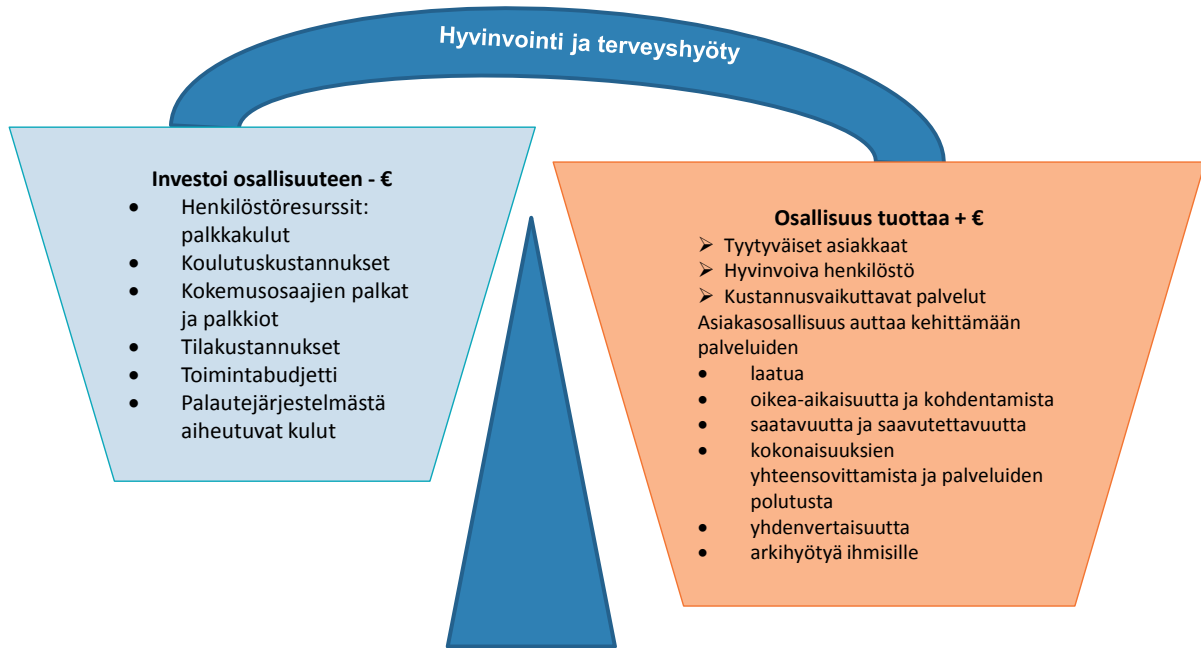 Hyvinvointi ja terveyshyöty
Investoi osallisuuteen - €
• Henkilöstöresurssit:
palkkakulut
• Koulutuskustannukset
• Kokemusosaajien palkat
ja palkkiot
• Tilakustannukset
• Toimintabudjetti
• Palautejärjestelmästä
aiheutuvat kulut
Osallisuus tuottaa + €
➢ Tyytyväiset asiakkaat
➢ Hyvinvoiva henkilöstö
➢ Kustannusvaikuttavat palvelut
Asiakasosallisuus auttaa kehittämään
palveluiden
• laatua
• oikea-aikaisuutta ja kohdentamista
• saatavuutta ja saavutettavuutta
• kokonaisuuksien
yhteensovittamista ja palveluiden
polutusta
• yhdenvertaisuutta
• arkihyötyä ihmisille